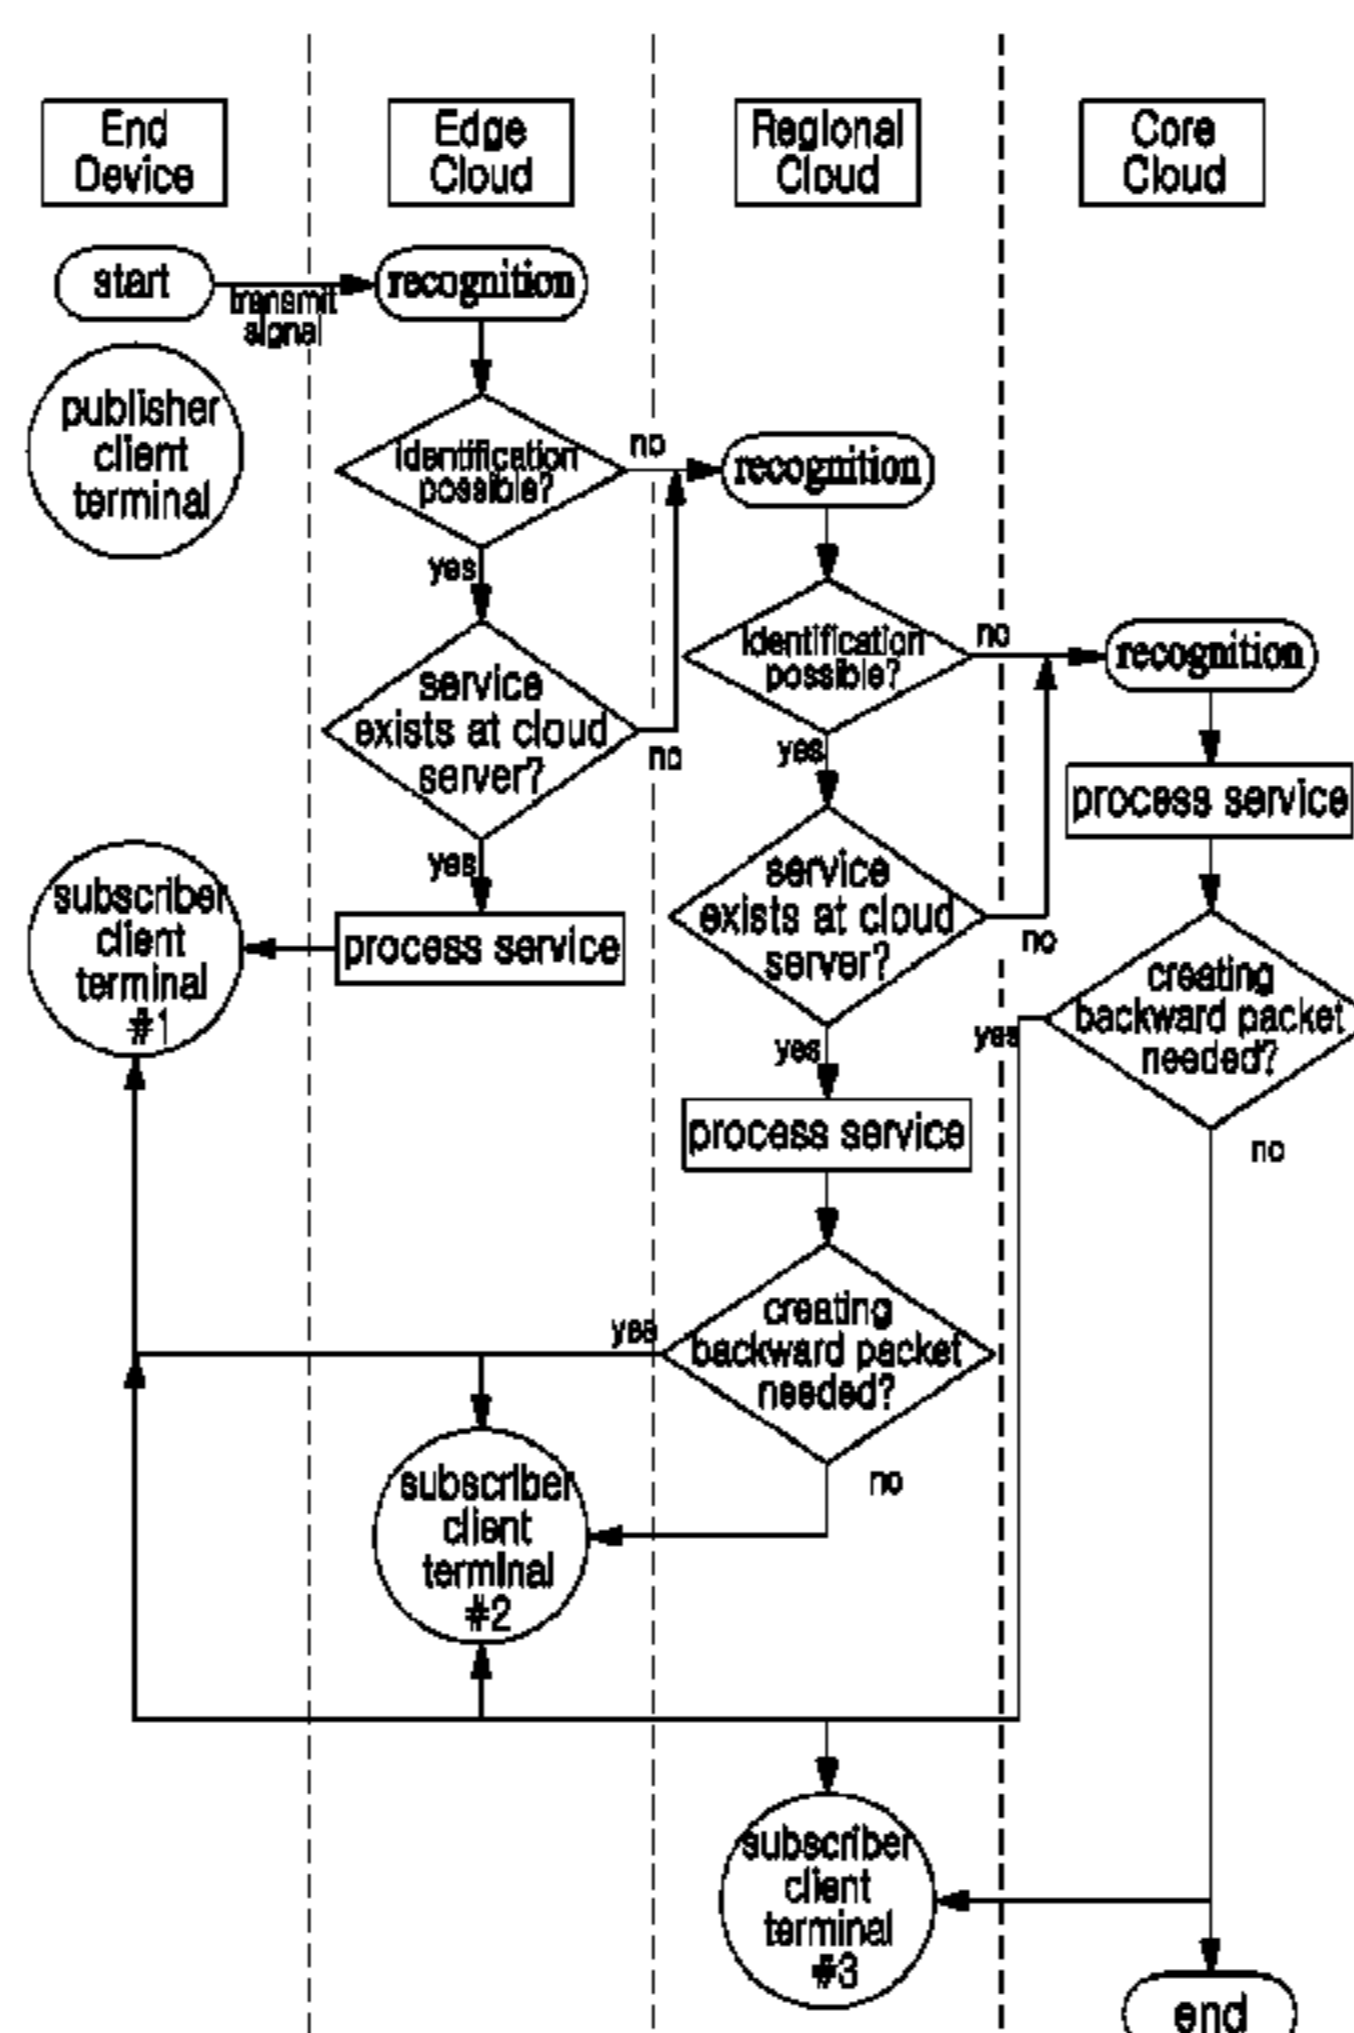 End
Device
Edge
Cloud
Regional
Cloud
Core
Cloud
start
transmit
signal
recognition
publisher
client
terminal
identification
possible?
no
recognition
yes
identification
possible?
no
recognition
service
exists at cloud
server?
no
yes
process service
yes
subscriber
client
terminal
#1
process service
service
exists at cloud
server?
no
creating
backward packet
needed?
yes
no
yes
process service
creating
backward packet
needed?
yes
no
subscriber
client
terminal
#2
subscriber
client
terminal
#3
end